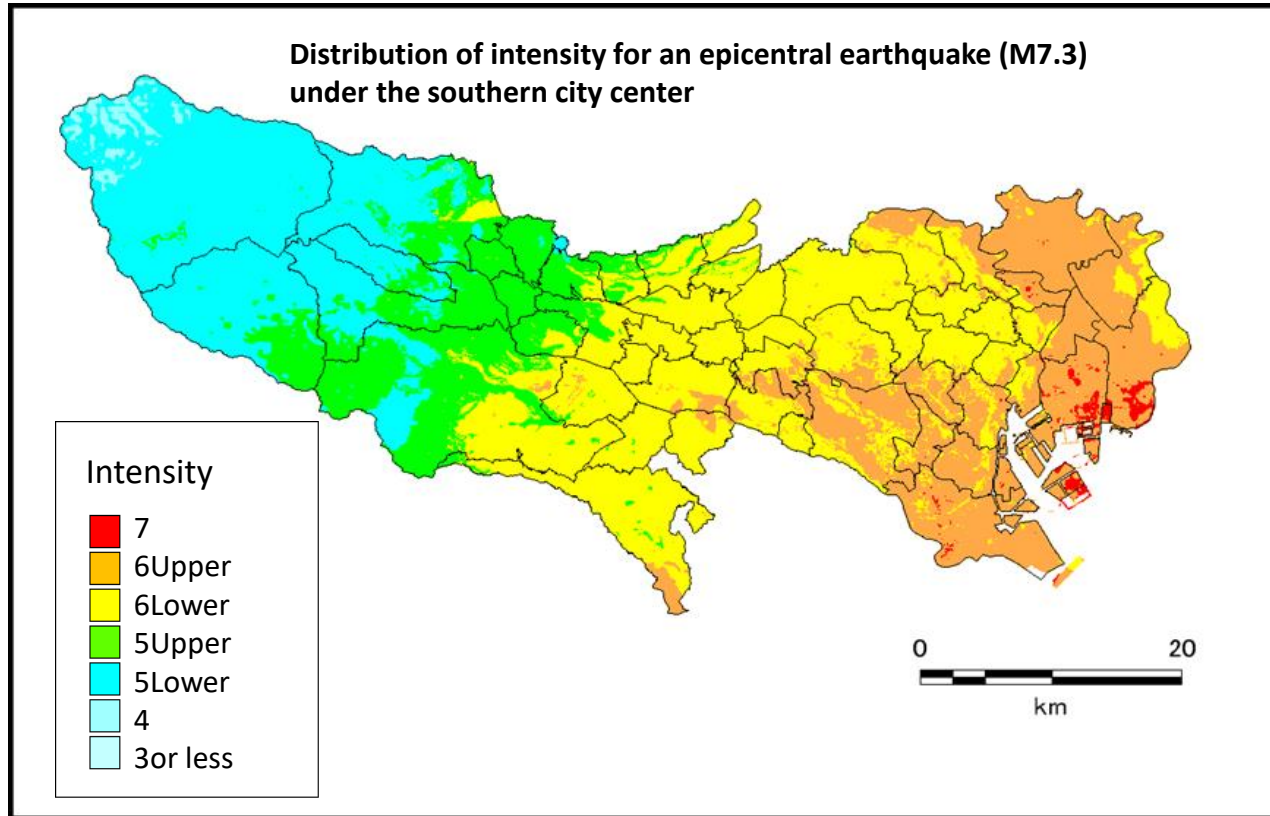 Distribution of intensity for an epicentral earthquake (M7.3)
under the southern city center
Intensity
7
6Upper
6Lower
5Upper
5Lower
4
3or less
0 20
km